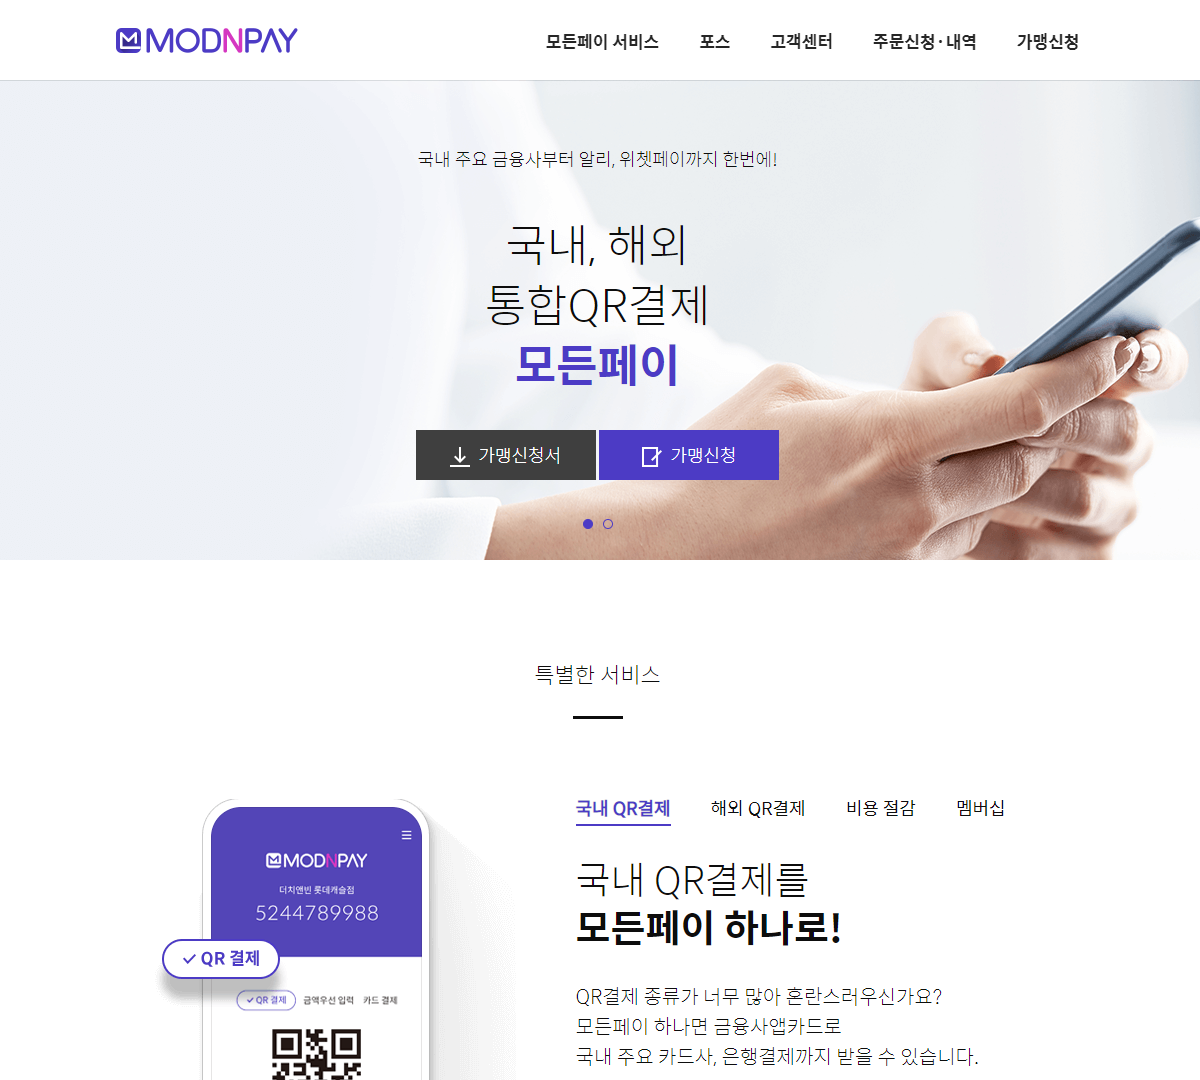 MODNPAY
모든페이 서비스 포스 고객센터 주문신청·내역 가맹신청
국내 주요 금융사부터 알리, 위쳇페이까지 한번에!
국내, 해외
통합QR결제
모든페이
가맹신청서 가맹신청
특별한 서비스
국내 QR결제 해외 QR결제 비용 절감 멤버십
국내 QR결제를
모든페이 하나로!
QR결제 종류가 너무 많아 혼란스러우신가요?
모든페이 하나면 금융사앱카드로
국내 주요 카드사, 은행결제까지 받을 수 있습니다.
MODNPAY
더치앤빈 롯데캐슬점
5244789988
QR 결제
QR 결제 금액우선 입력 카드 결제